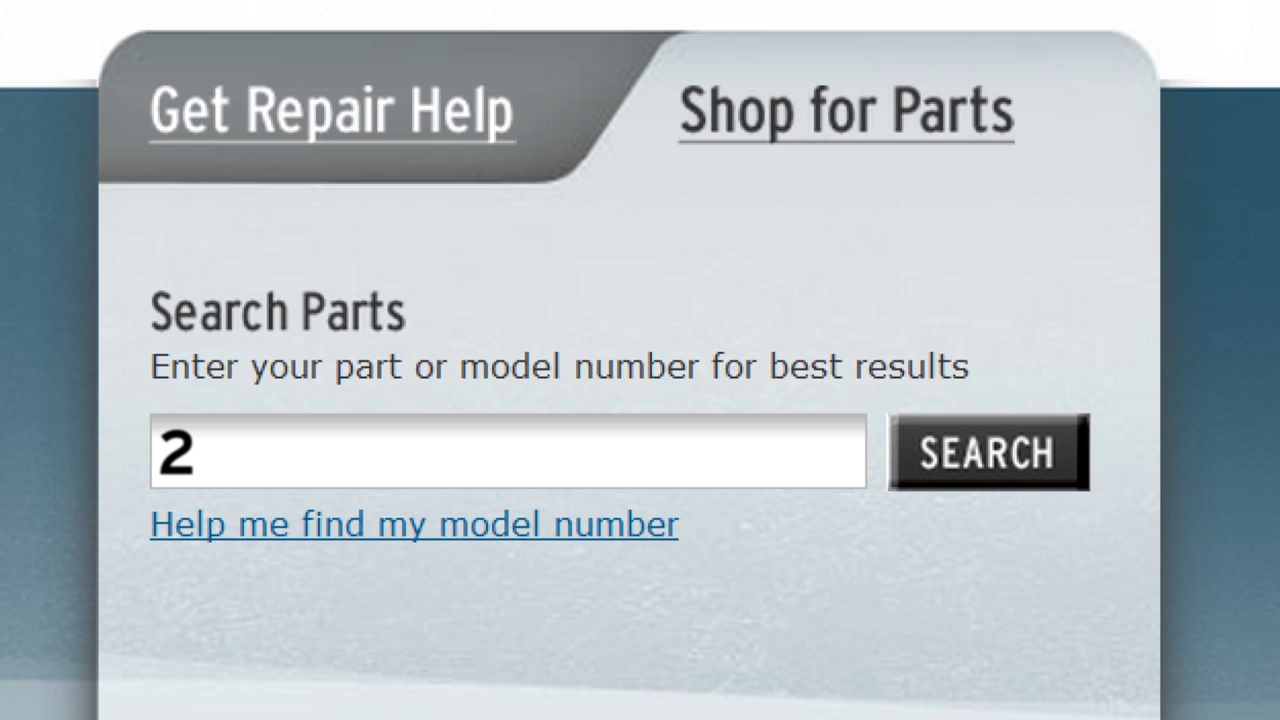 Get Repair Help
Shop for Parts
Search Parts
Enter your part or model number for best results
2
SEARCH
Help me find my model number